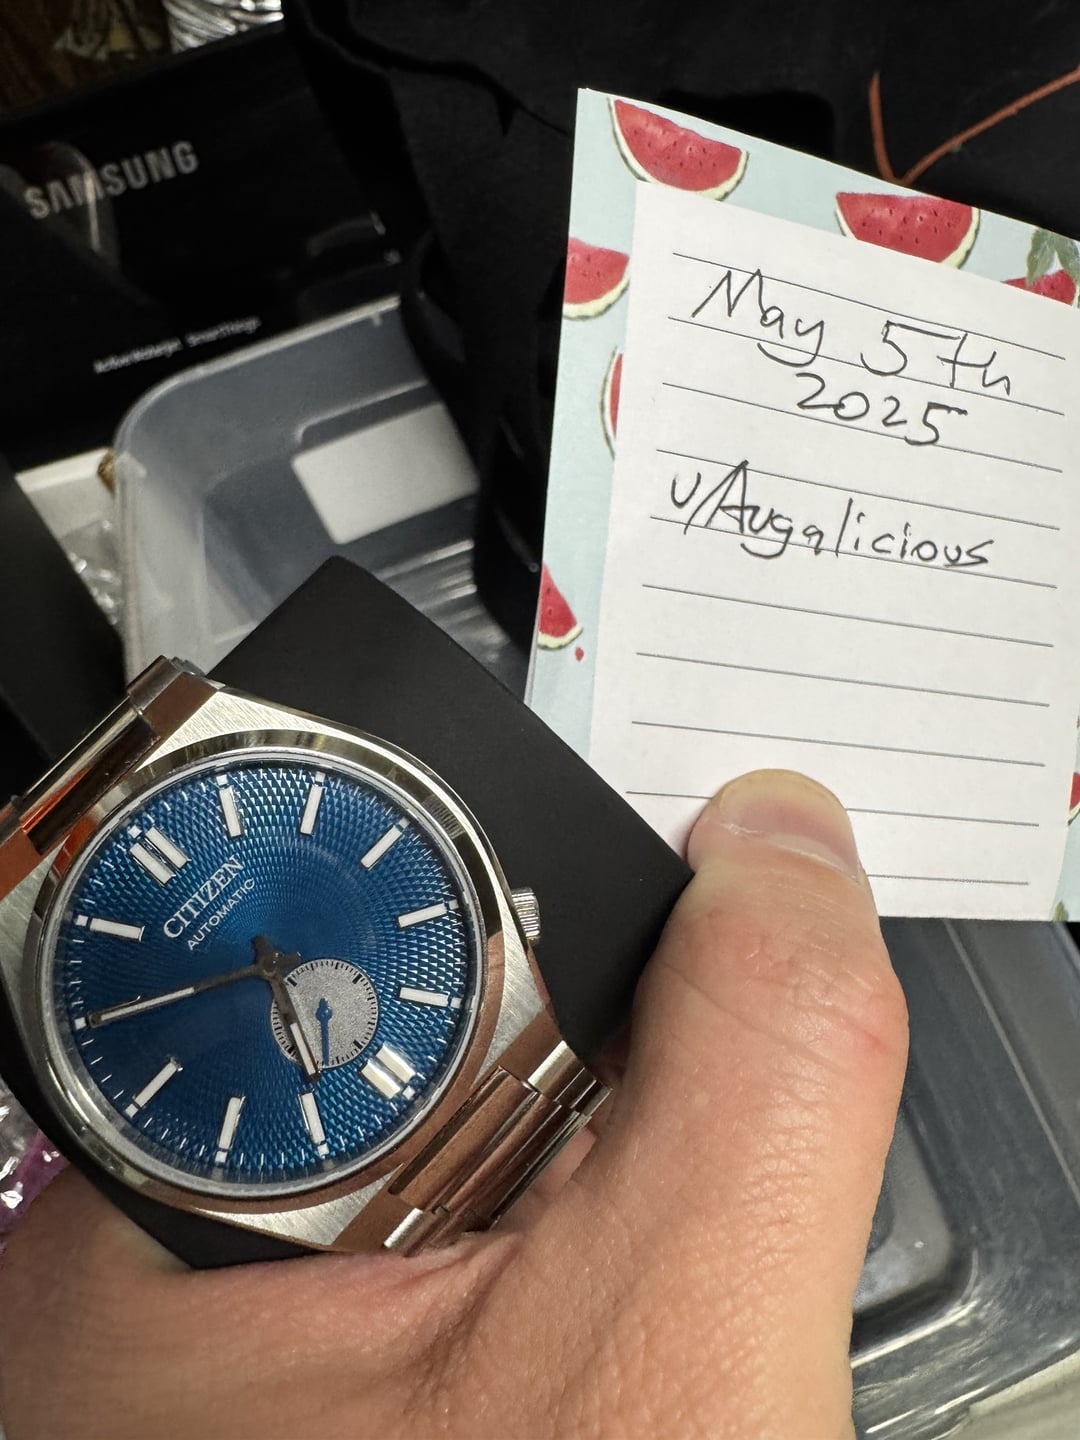 SAMSUNG
May 5th
2025
u/Augalicious
CITIZEN
AUTOMATIC